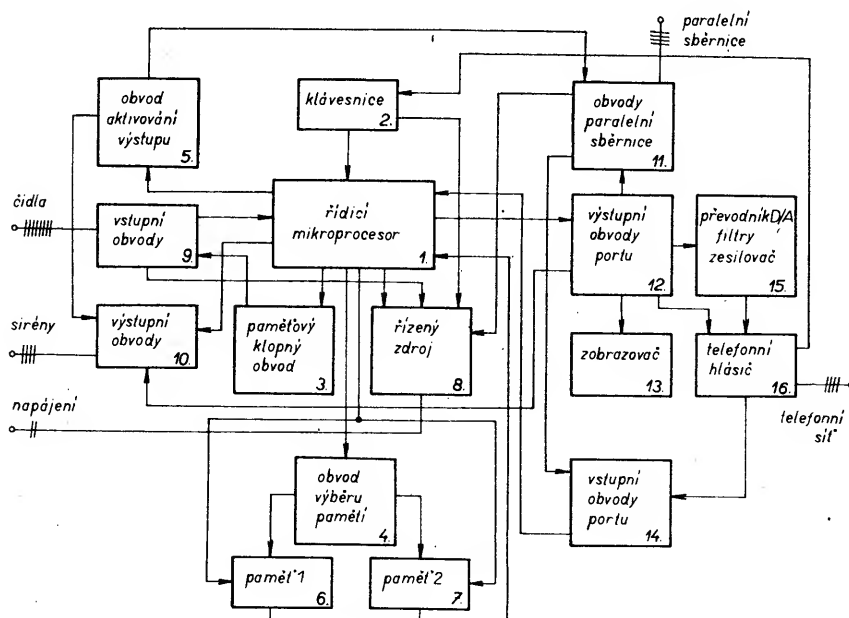 paralelní
sběrnice
obvod
aktivování
výstupu
5.
klávesnice
2.
obvody
paralelní
sběrnice
11.
čidla
vstupní
obvody
9.
řídicí
mikroprocesor
1.
výstupní
obvody
portu
12.
převodník D/A
filtry
zesilovač
15.
sirény
výstupní
obvody
10.
paměťový
klopný
obvod
3.
řízený
zdroj
8.
zobrazovač
13.
telefonní
hlásič
16.
napájení
telefonní
síť
obvod
výběru
pamětí
4.
vstupní
obvody
portu
14.
paměť 1
6.
paměť 2
7.